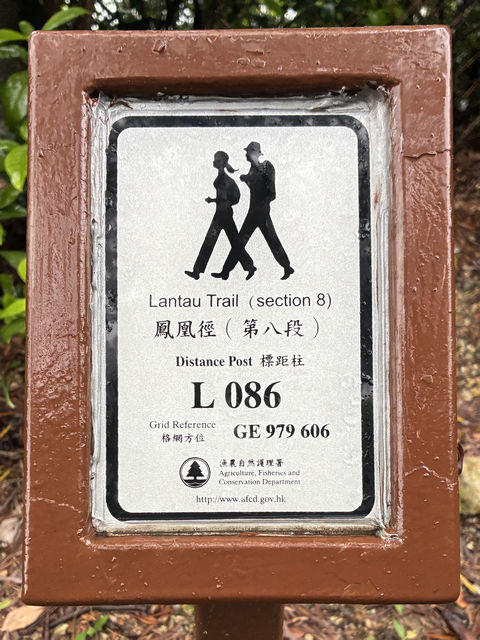 Lantau Trail (section 8)
鳳凰徑（第八段）
Distance Post 標距柱
L 086
Grid Reference
格網方位
GE 979 606
漁農自然護理署
Agriculture, Fisheries and
Conservation Department
http://www.afcd.gov.hk